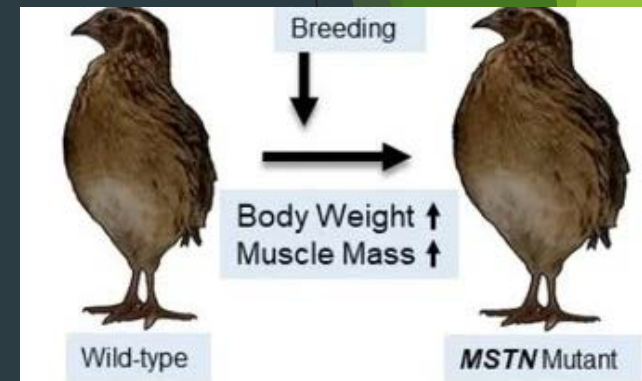 Breeding
Body Weight ↑
Muscle Mass ↑
Wild-type
MSTN Mutant